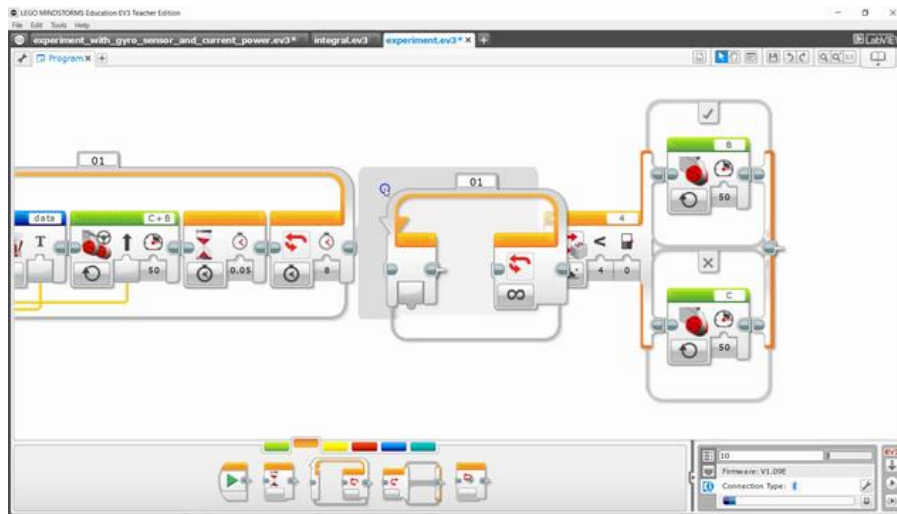 LEGO MINDSTORMS Education EV3 Teacher Edition
File Edit Tools Help
experiment_with_gyro_sensor_and_current_power.ev3* integral.ev3 experiment.ev3* × +
Program × +
01
data
T
C+B
50
0.05
8
01
∞
4
<
4 0
B
50
C
50
10
Firmware: V1.09E
Connection Type:
EV3